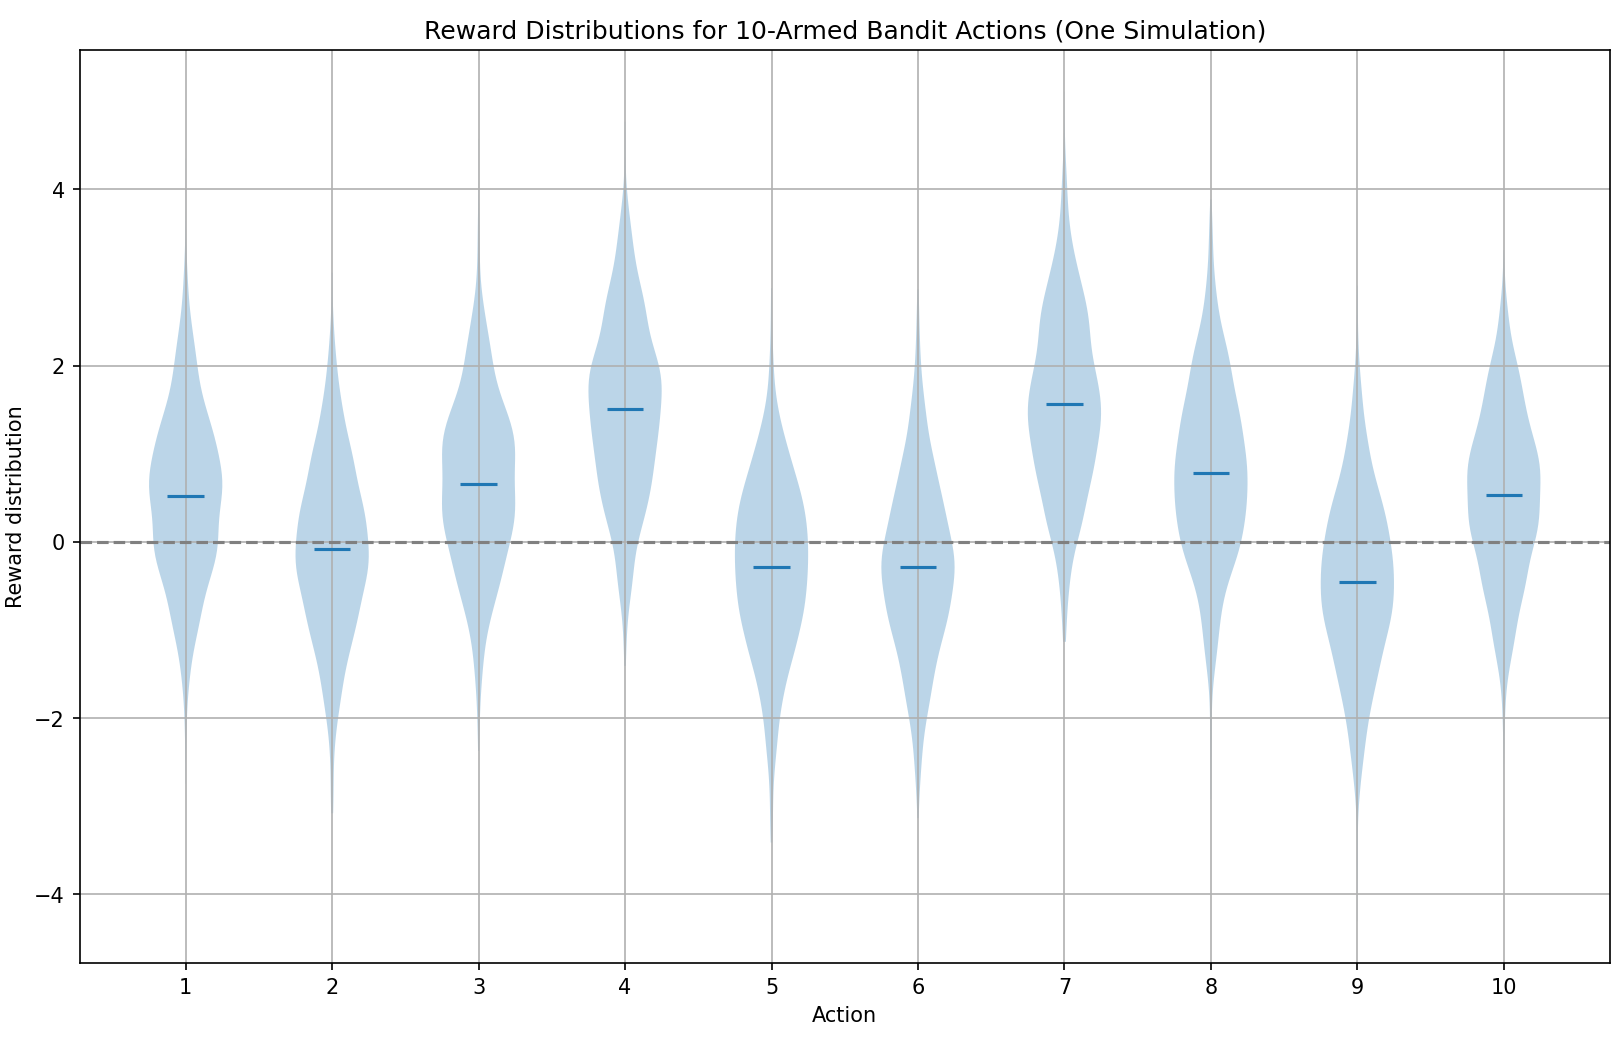 Reward Distributions for 10-Armed Bandit Actions (One Simulation)
Reward distribution
4
2
0
−2
−4
1 2 3 4 5 6 7 8 9 10
Action